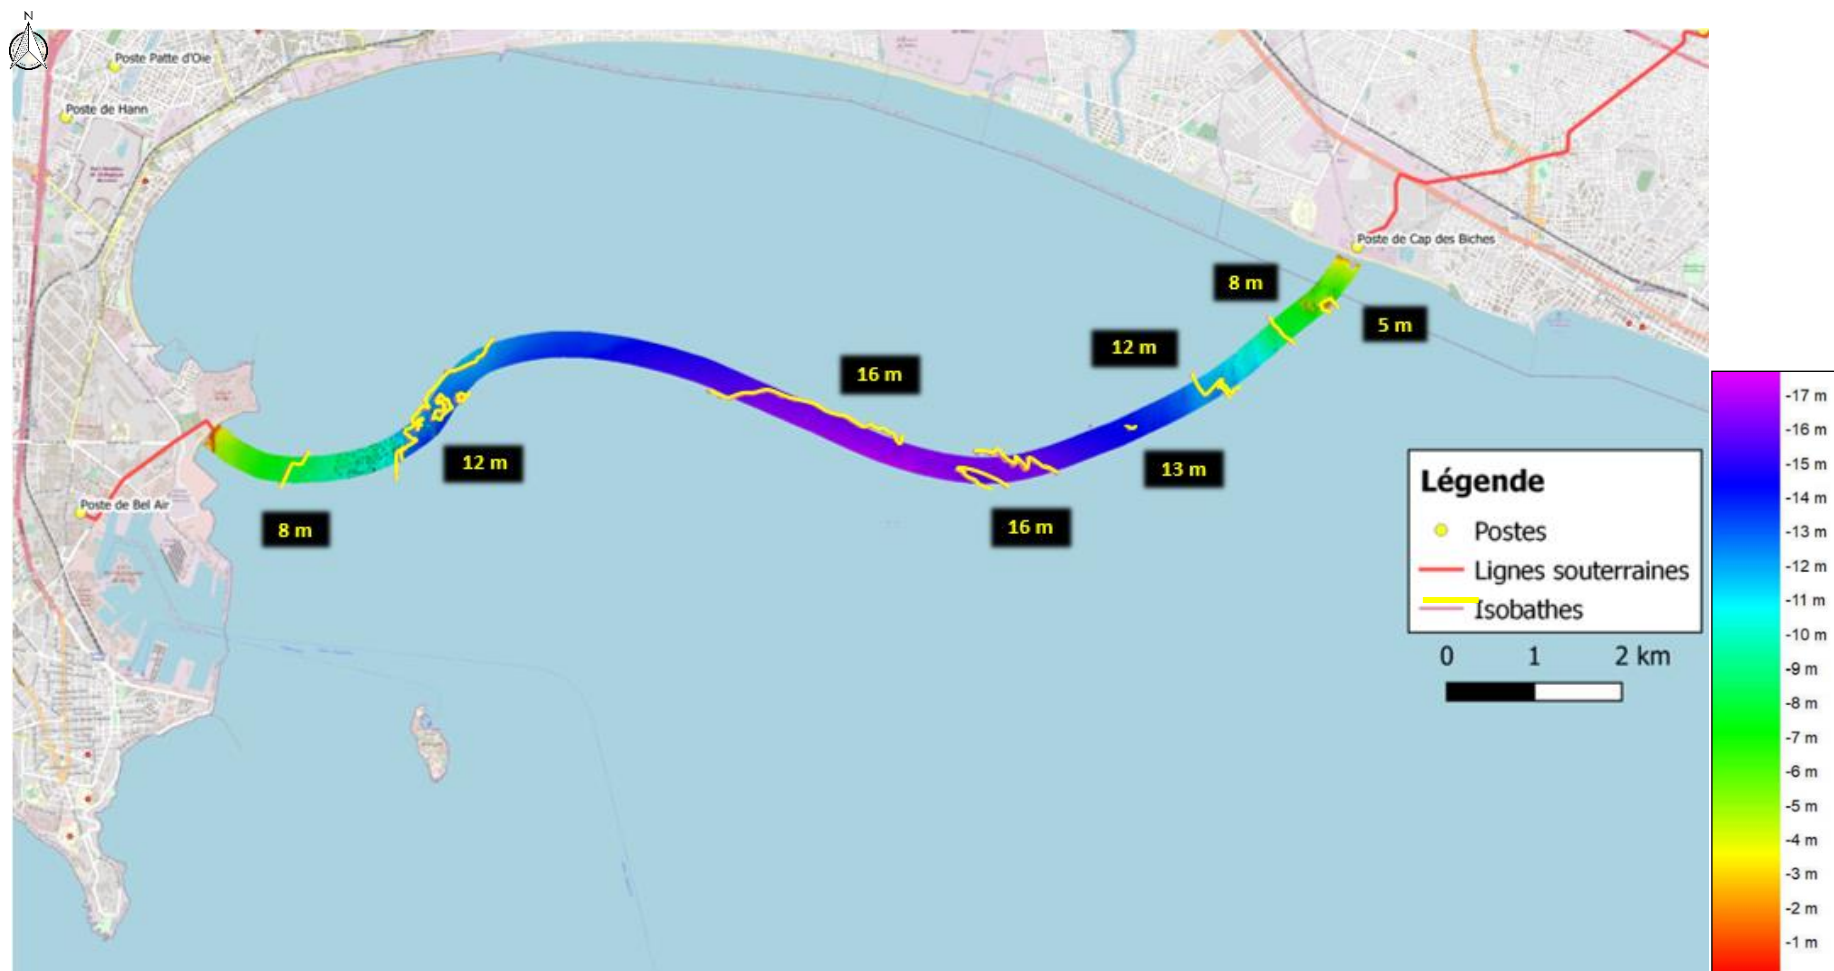 N
Poste Patte d'Oie
Poste de Hann
Poste de Cap des Biches
8 m
5 m
12 m
16 m
12 m
13 m
Poste de Bel Air
8 m
16 m
Légende
Postes
Lignes souterraines
Isobathes
0 1 2 km
-17 m
-16 m
-15 m
-14 m
-13 m
-12 m
-11 m
-10 m
-9 m
-8 m
-7 m
-6 m
-5 m
-4 m
-3 m
-2 m
-1 m